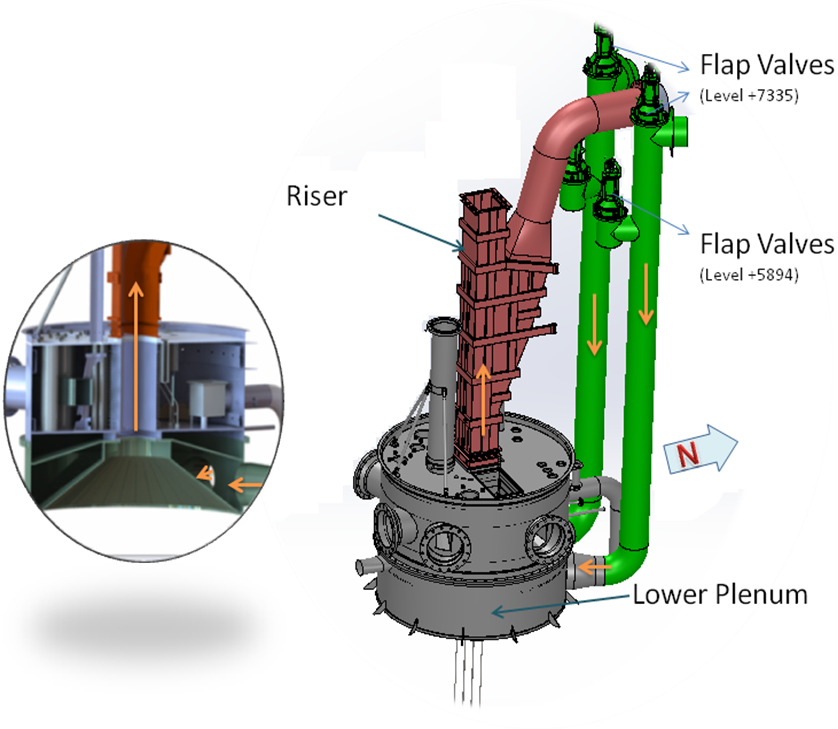 Flap Valves
(Level +7335)
Riser
Flap Valves
(Level +5894)
N
Lower Plenum